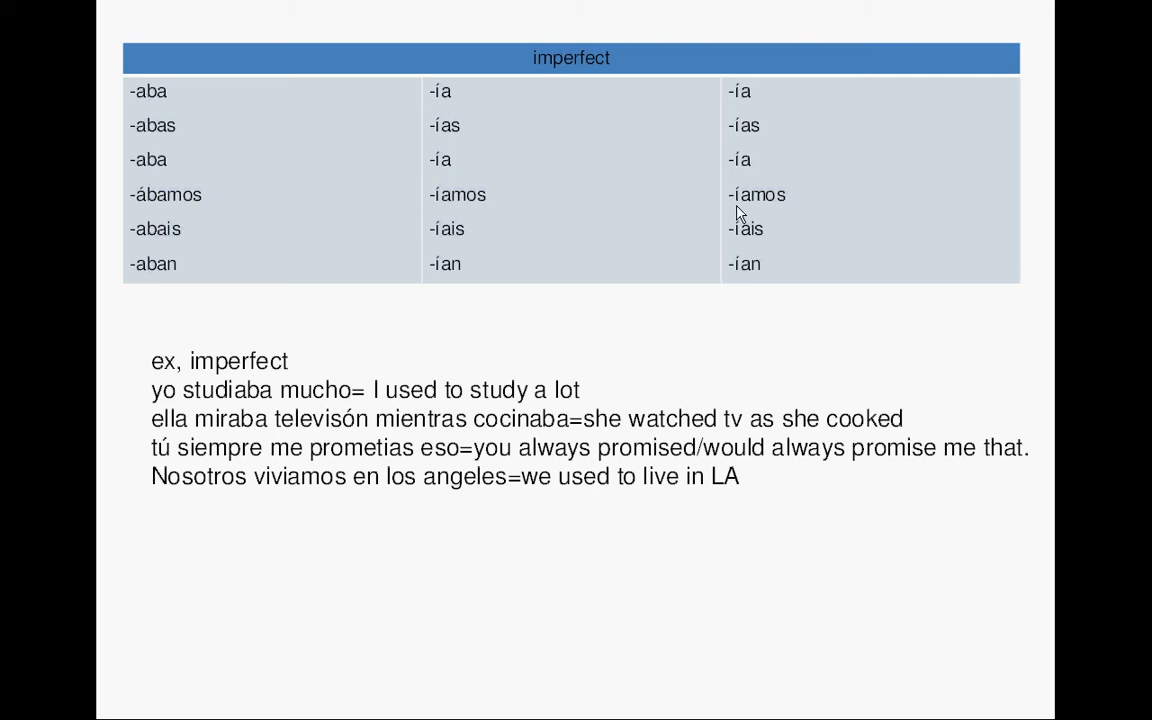 imperfect
-aba -ía -ía
-abas -ías -ías
-aba -ía -ía
-ábamos -íamos -íamos
-abais -íais -íais
-aban -ían -ían
ex, imperfect
yo studiaba mucho= I used to study a lot
ella miraba televisón mientras cocinaba=she watched tv as she cooked
tú siempre me prometias eso=you always promised/would always promise me that.
Nosotros viviamos en los angeles=we used to live in LA